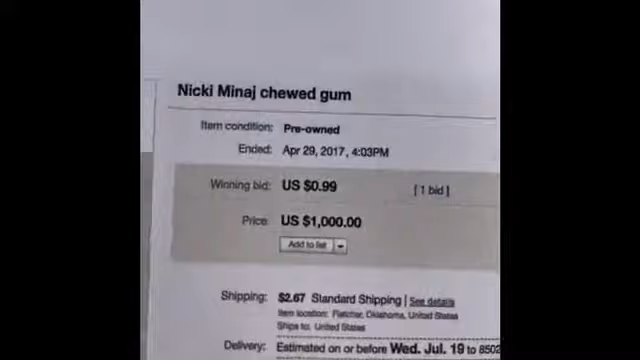 Nicki Minaj chewed gum
Item condition: Pre-owned
Ended: Apr 29, 2017, 4:03PM
Winning bid: US $0.99 [ 1 bid ]
Price: US $1,000.00
Add to list
Shipping: $2.67 Standard Shipping | See details
Item location: Fletcher, Oklahoma, United States
Ships to: United States
Delivery: Estimated on or before Wed. Jul. 19 to 8502